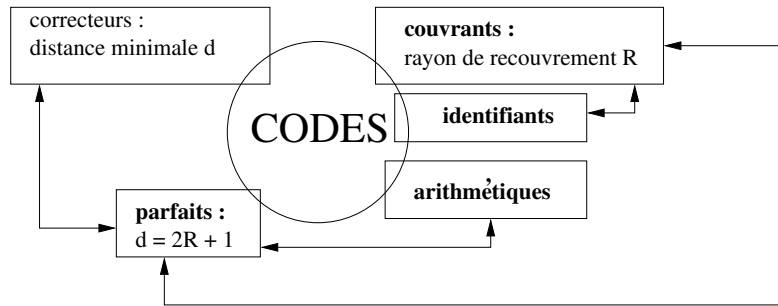 correcteurs :
distance minimale d
couvrants :
rayon de recouvrement R
identifiants
CODES
arithmétiques
parfaits :
d = 2R + 1